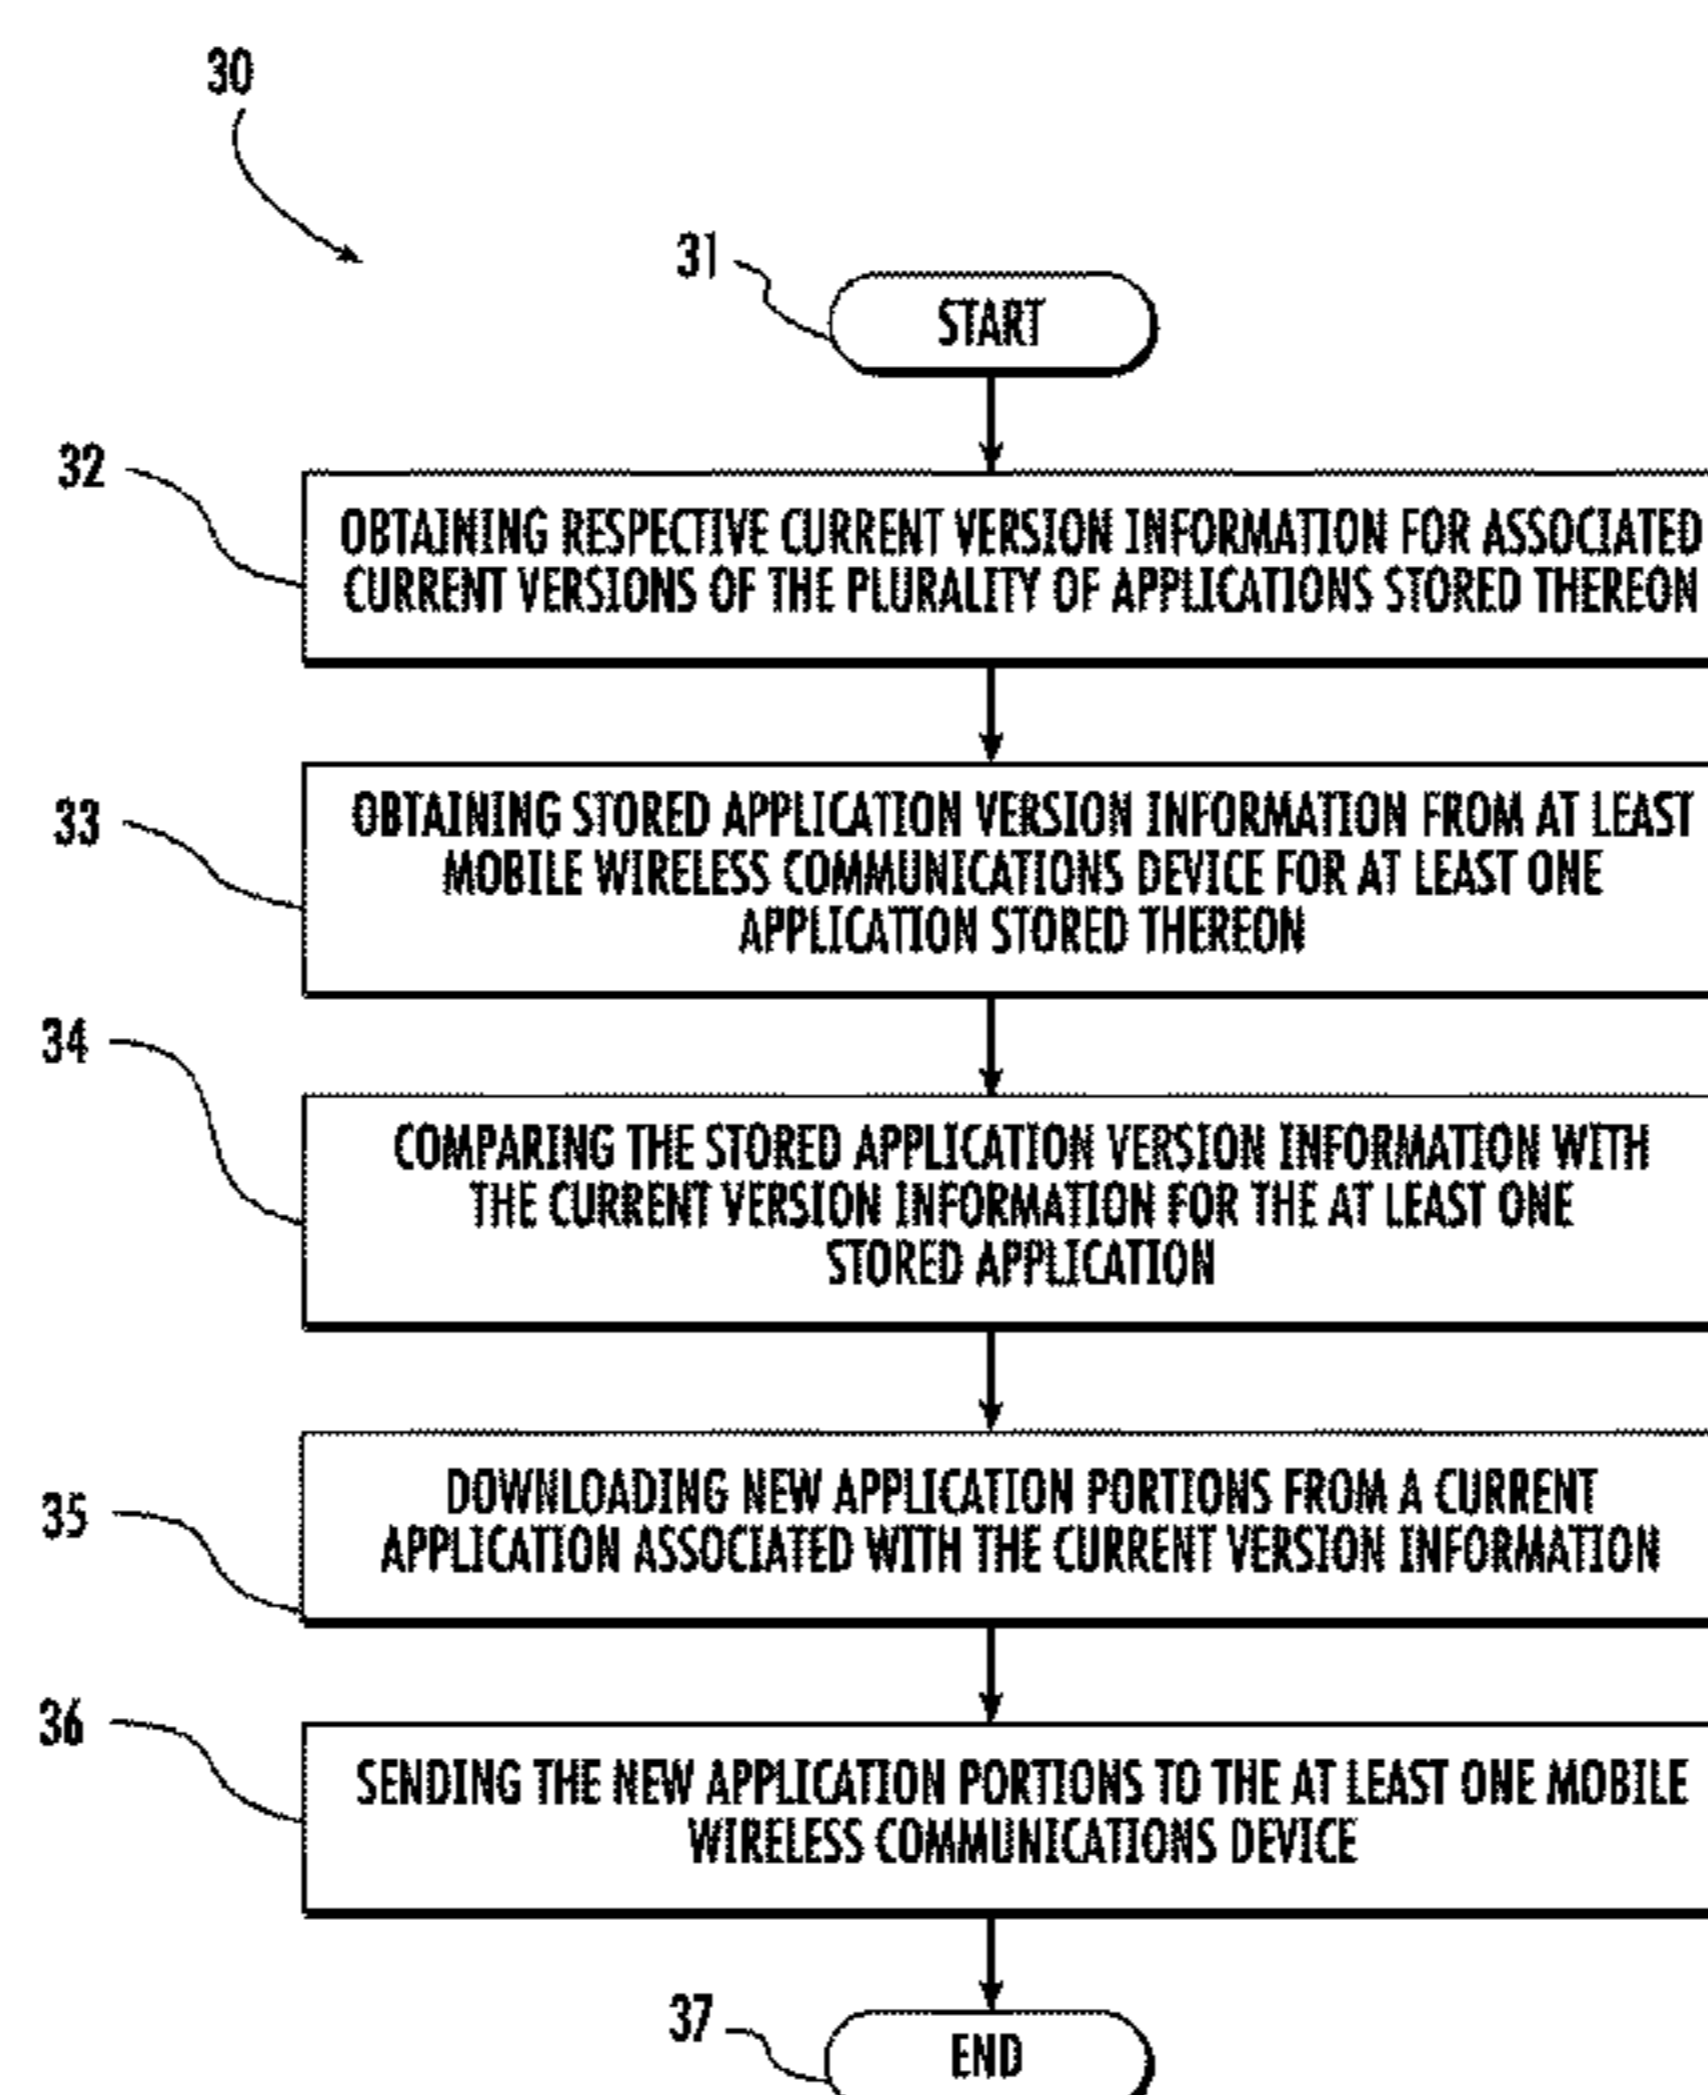 30
31
START
32
OBTAINING RESPECTIVE CURRENT VERSION INFORMATION FOR ASSOCIATED
CURRENT VERSIONS OF THE PLURALITY OF APPLICATIONS STORED THEREON
33
OBTAINING STORED APPLICATION VERSION INFORMATION FROM AT LEAST
MOBILE WIRELESS COMMUNICATIONS DEVICE FOR AT LEAST ONE
APPLICATION STORED THEREON
34
COMPARING THE STORED APPLICATION VERSION INFORMATION WITH
THE CURRENT VERSION INFORMATION FOR THE AT LEAST ONE
STORED APPLICATION
35
DOWNLOADING NEW APPLICATION PORTIONS FROM A CURRENT
APPLICATION ASSOCIATED WITH THE CURRENT VERSION INFORMATION
36
SENDING THE NEW APPLICATION PORTIONS TO THE AT LEAST ONE MOBILE
WIRELESS COMMUNICATIONS DEVICE
37
END